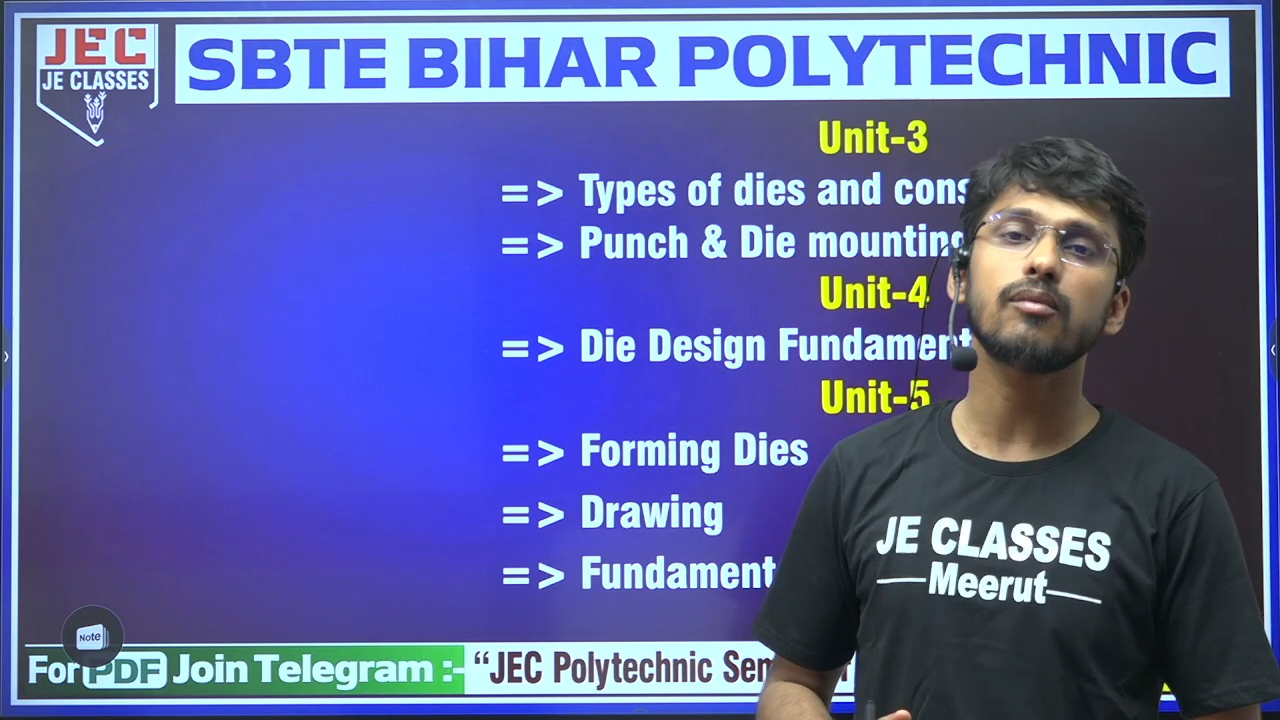 JEC
JE CLASSES
SBTE BIHAR POLYTECHNIC
Unit-3
=> Types of dies and cons
=> Punch & Die mounting
Unit-4
=> Die Design Fundament
Unit-5
=> Forming Dies
=> Drawing
=> Fundament
JE CLASSES
Meerut
Note
For PDF Join Telegram :- “JEC Polytechnic Sem